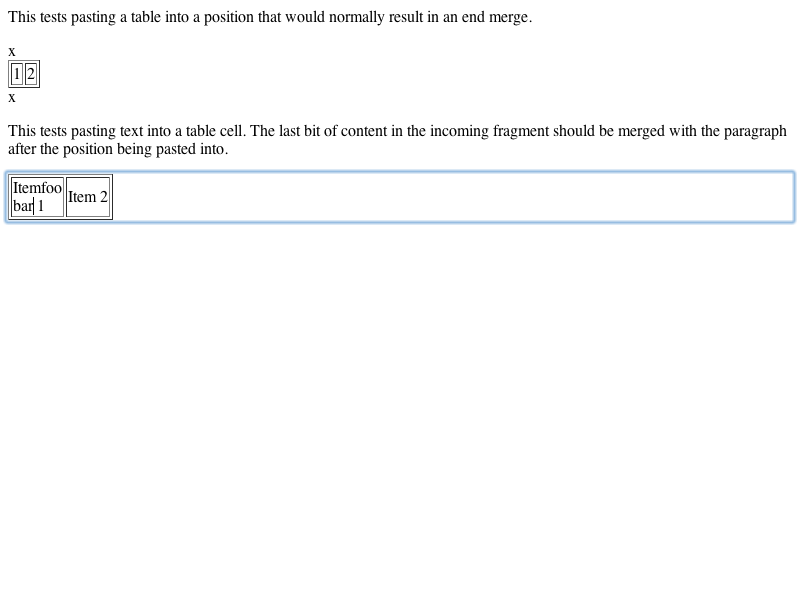 This tests pasting a table into a position that would normally result in an end merge.
x
1 2
x
This tests pasting text into a table cell. The last bit of content in the incoming fragment should be merged with the paragraph
after the position being pasted into.
Itemfoo
bar 1
Item 2